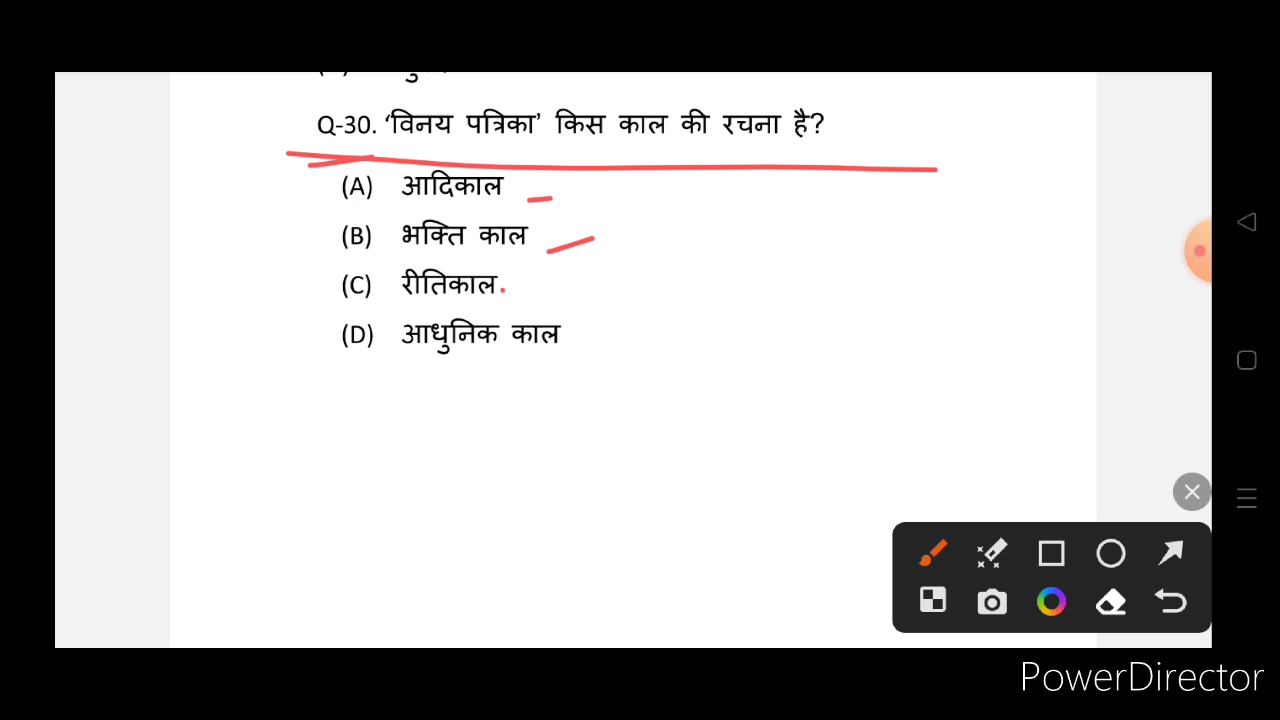 Q-30. ‘विनय पत्रिका’ किस काल की रचना है?
(A) आदिकाल
(B) भक्ति काल
(C) रीतिकाल
(D) आधुनिक काल
PowerDirector